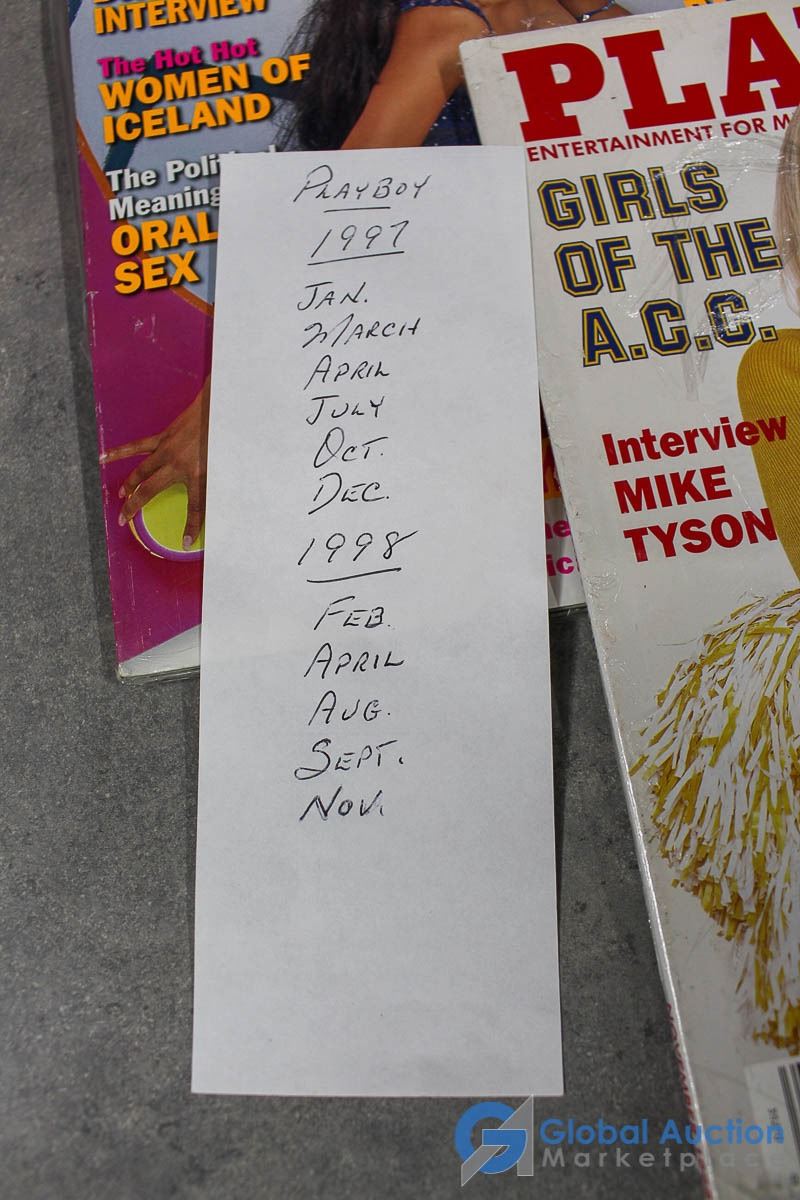 INTERVIEW
The Hot Hot
WOMEN OF
ICELAND
The Political
Meaning
ORAL
SEX
PLA
ENTERTAINMENT FOR M
GIRLS
OF THE
A.C.C.
Interview
MIKE
TYSON
PLAYBOY
1997
JAN.
MARCH
APRIL
JULY
OCT.
DEC.
1998
FEB.
APRIL
AUG.
SEPT.
NOV.
Global Auction
Marketplace